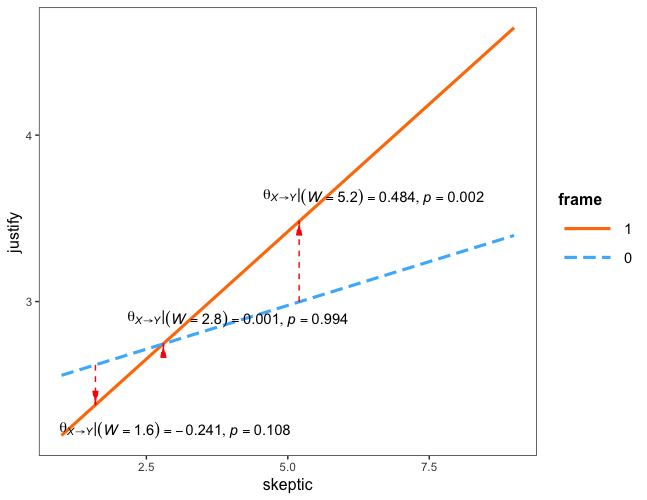 4
3
justify
θX→Y|(W = 5.2) = 0.484, p = 0.002
θX→Y|(W = 2.8) = 0.001, p = 0.994
θX→Y|(W = 1.6) = −0.241, p = 0.108
2.5 5.0 7.5
skeptic
frame
1
0